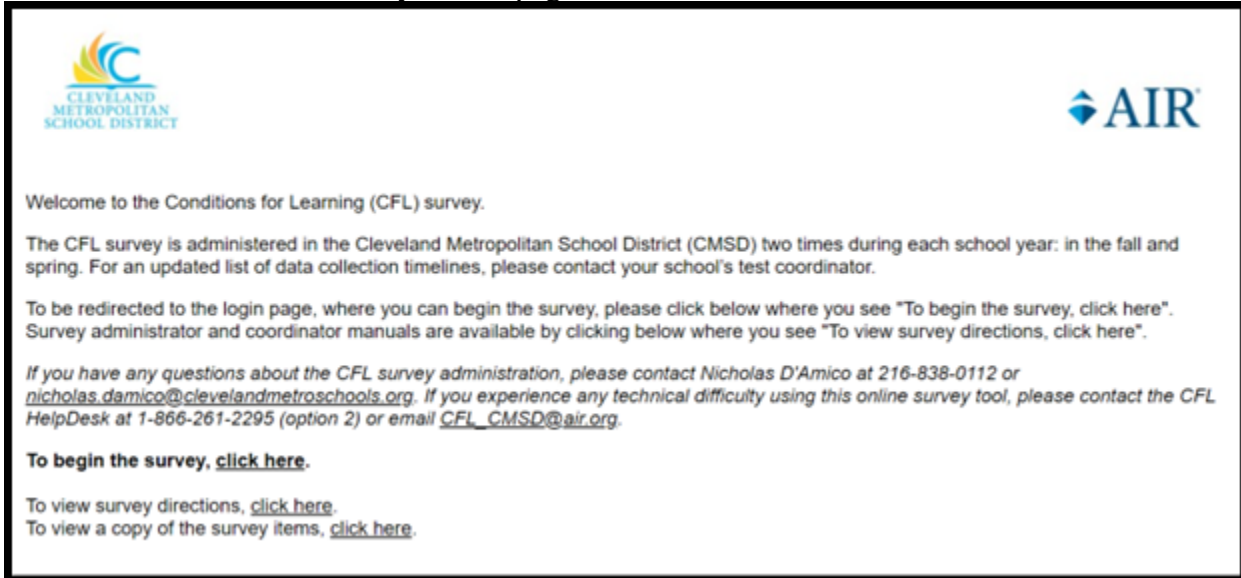 CLEVELAND
METROPOLITAN
SCHOOL DISTRICT
AIR
Welcome to the Conditions for Learning (CFL) survey.
The CFL survey is administered in the Cleveland Metropolitan School District (CMSD) two times during each school year: in the fall and
spring. For an updated list of data collection timelines, please contact your school's test coordinator.
To be redirected to the login page, where you can begin the survey, please click below where you see "To begin the survey, click here".
Survey administrator and coordinator manuals are available by clicking below where you see "To view survey directions, click here".
If you have any questions about the CFL survey administration, please contact Nicholas D'Amico at 216-838-0112 or
nicholas.damico@clevelandmetroschools.org. If you experience any technical difficulty using this online survey tool, please contact the CFL
HelpDesk at 1-866-261-2295 (option 2) or email CFL_CMSD@air.org.
To begin the survey, click here.
To view survey directions, click here.
To view a copy of the survey items, click here.